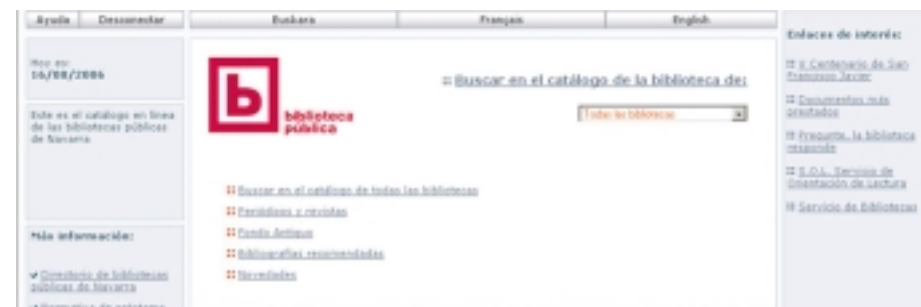 Ayuda Desconectar Euskara Français English
Hoy es:
16/08/2006
Este es el catálogo en línea
de las bibliotecas públicas
de Navarra
Más información:
Directorio de bibliotecas
públicas de Navarra
b
biblioteca
pública
Buscar en el catálogo de la biblioteca de:
Todas las bibliotecas
Buscar en el catálogo de todas las bibliotecas
Periódicos y revistas
Fondo Antiguo
Bibliografías recomendadas
Novedades
Enlaces de interés:
V Centenario de San
Francisco Javier
Documentos más
prestados
Pregunte, la biblioteca
responde
S.O.L. Servicio de
Orientación de Lectura
Servicio de Bibliotecas